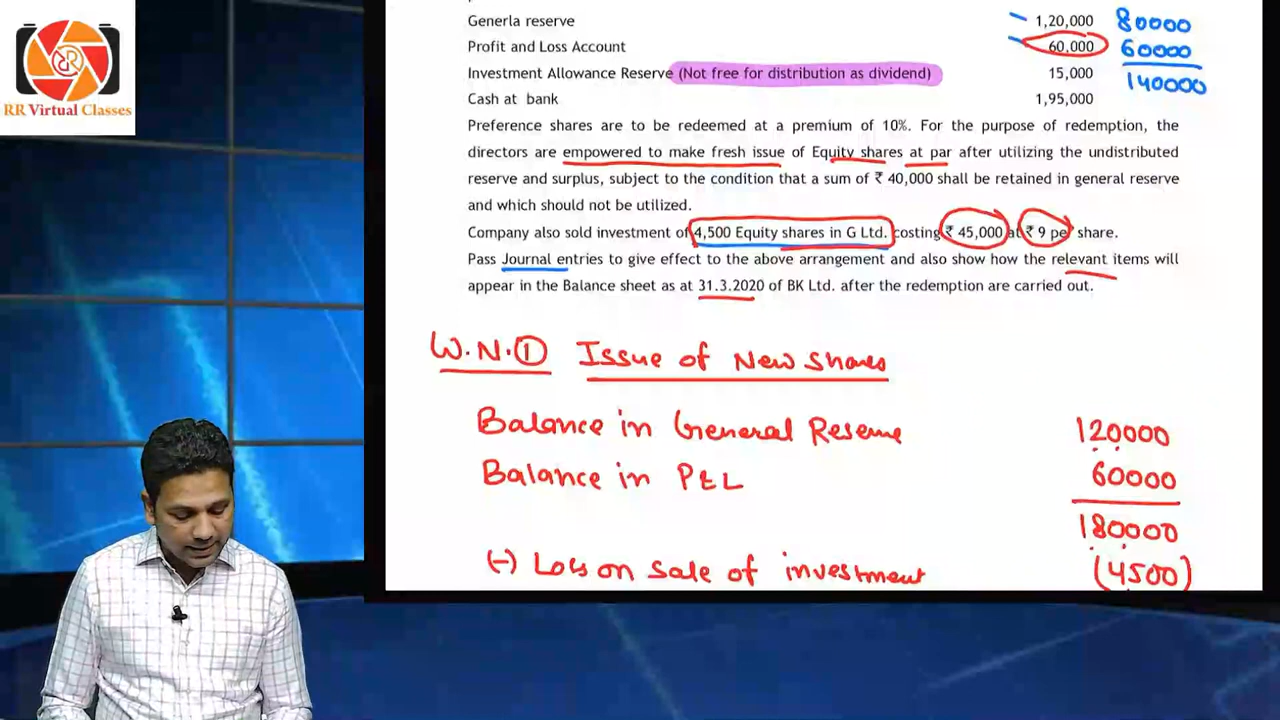 RR Virtual Classes
Generla reserve 1,20,000 80000
Profit and Loss Account 60,000 60000
Investment Allowance Reserve (Not free for distribution as dividend) 15,000 140000
Cash at bank 1,95,000
Preference shares are to be redeemed at a premium of 10%. For the purpose of redemption, the
directors are empowered to make fresh issue of Equity shares at par after utilizing the undistributed
reserve and surplus, subject to the condition that a sum of ₹ 40,000 shall be retained in general reserve
and which should not be utilized.
Company also sold investment of 4,500 Equity shares in G Ltd. costing ₹ 45,000 at ₹ 9 per share.
Pass Journal entries to give effect to the above arrangement and also show how the relevant items will
appear in the Balance sheet as at 31.3.2020 of BK Ltd. after the redemption are carried out.
W.N.① Issue of New Shares
Balance in General Reserve 120000
Balance in P&L 60000
180000
(-) Loss on sale of investment (4500)